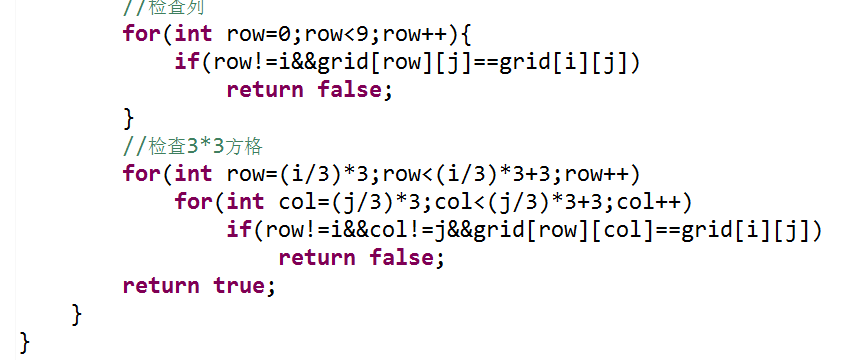 //检查列
for(int row=0;row<9;row++){
if(row!=i&&grid[row][j]==grid[i][j])
return false;
}
//检查3*3方格
for(int row=(i/3)*3;row<(i/3)*3+3;row++)
for(int col=(j/3)*3;col<(j/3)*3+3;col++)
if(row!=i&&col!=j&&grid[row][col]==grid[i][j])
return false;
return true;
}
}